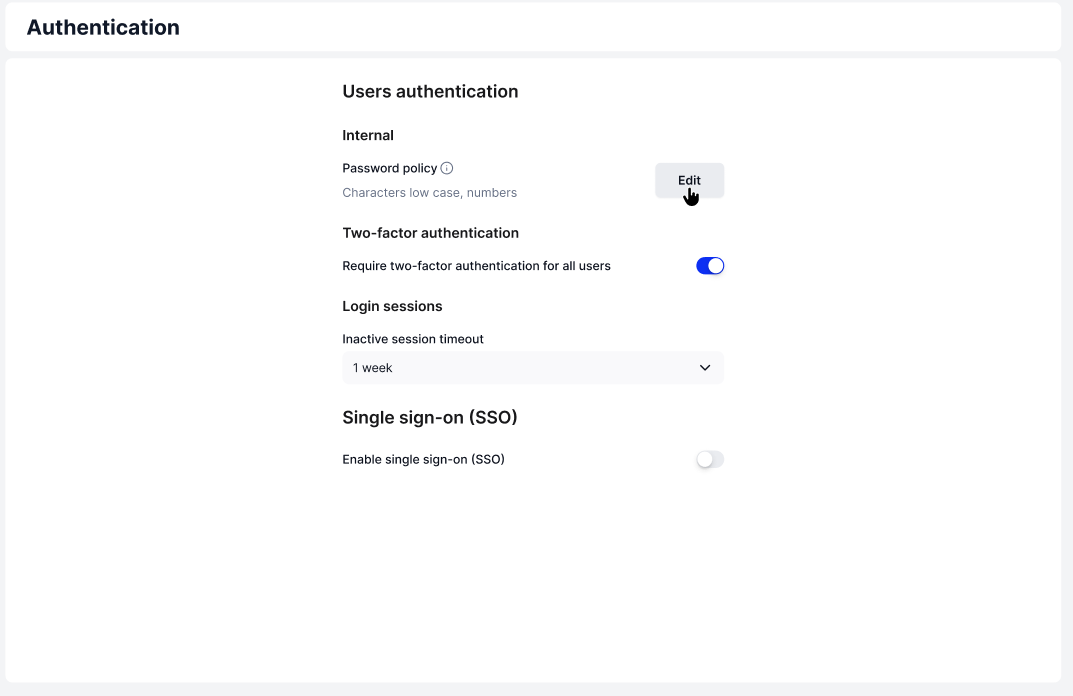 Authentication
Users authentication
Internal
Password policy
Characters low case, numbers
Edit
Two-factor authentication
Require two-factor authentication for all users
Login sessions
Inactive session timeout
1 week
Single sign-on (SSO)
Enable single sign-on (SSO)